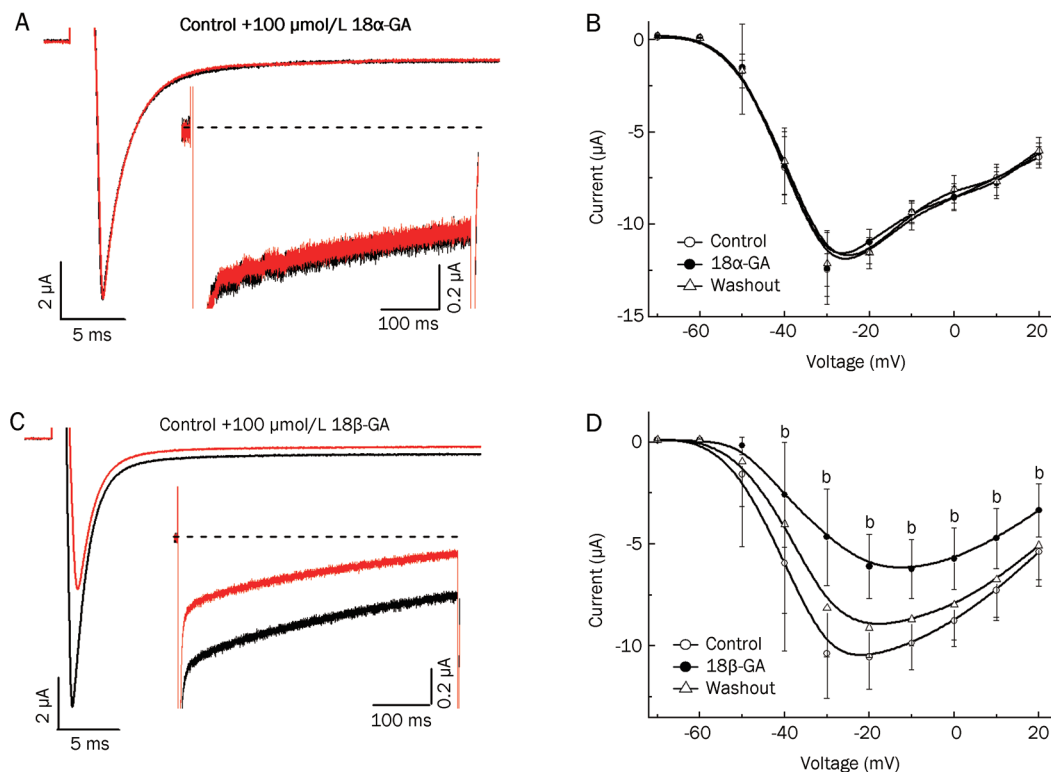 A
Control +100 µmol/L 18α-GA
2 µA
5 ms
0.2 µA
100 ms
B
0
-5
-10
-15
Current (µA)
Control
18α-GA
Washout
-60
-40
-20
0
20
Voltage (mV)
C
Control +100 µmol/L 18β-GA
2 µA
5 ms
0.2 µA
100 ms
D
0
-5
-10
Current (µA)
b
b
b
b
b
b
b
Control
18β-GA
Washout
-60
-40
-20
0
20
Voltage (mV)